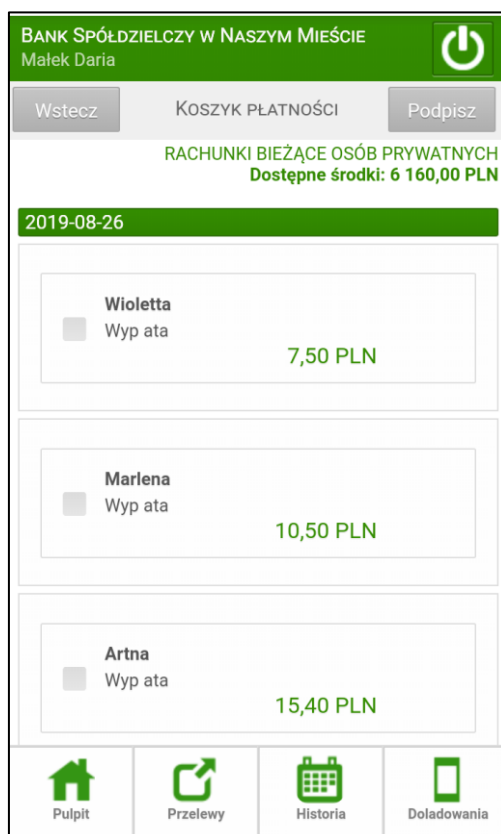 BANK SPÓŁDZIELCZY W NASZYM MIEŚCIE
Małek Daria
Wstecz
KOSZYK PŁATNOŚCI
Podpisz
RACHUNKI BIEŻĄCE OSÓB PRYWATNYCH
Dostępne środki: 6 160,00 PLN
2019-08-26
Wioletta
Wyp ata
7,50 PLN
Marlena
Wyp ata
10,50 PLN
Artna
Wyp ata
15,40 PLN
Pulpit
Przelewy
Historia
Doladowania